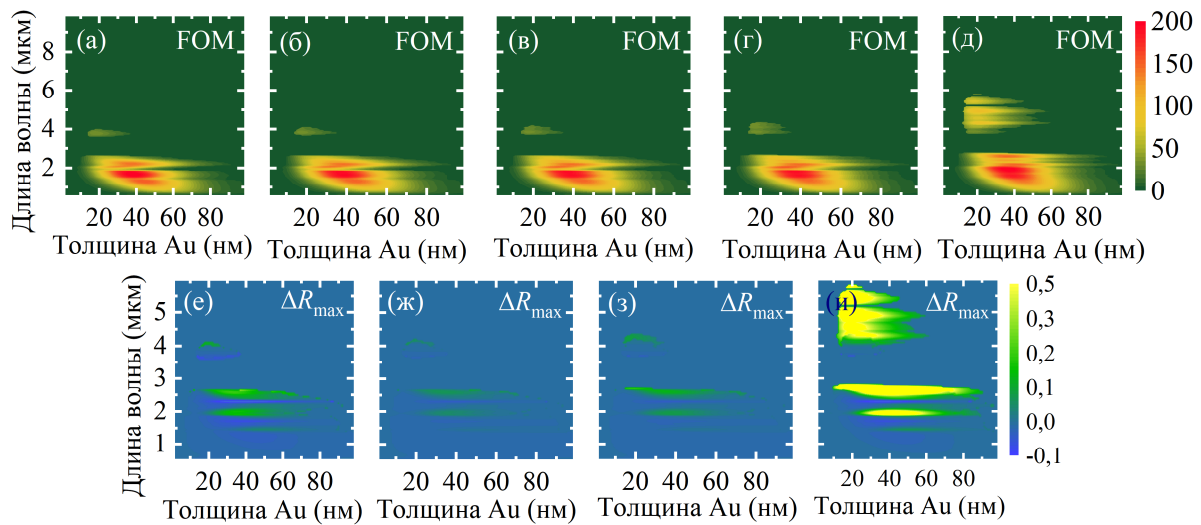 (а) FOM
(б) FOM
(в) FOM
(г) FOM
(д) FOM
Длина волны (мкм)
8
6
4
2
20 40 60 80
20 40 60 80
20 40 60 80
20 40 60 80
20 40 60 80
Толщина Au (нм)
Толщина Au (нм)
Толщина Au (нм)
Толщина Au (нм)
Толщина Au (нм)
200
150
100
50
0
(е) ΔRmax
(ж) ΔRmax
(з) ΔRmax
(и) ΔRmax
Длина волны (мкм)
5
4
3
2
1
20 40 60 80
20 40 60 80
20 40 60 80
20 40 60 80
Толщина Au (нм)
Толщина Au (нм)
Толщина Au (нм)
Толщина Au (нм)
0,5
0,3
0,1
0,0
-0,1